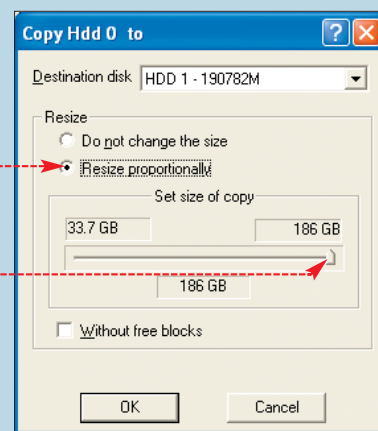 Copy Hdd 0 to
Destination disk HDD 1 - 190782M
Resize
Do not change the size
Resize proportionally
Set size of copy
33.7 GB 186 GB
186 GB
Without free blocks
OK Cancel